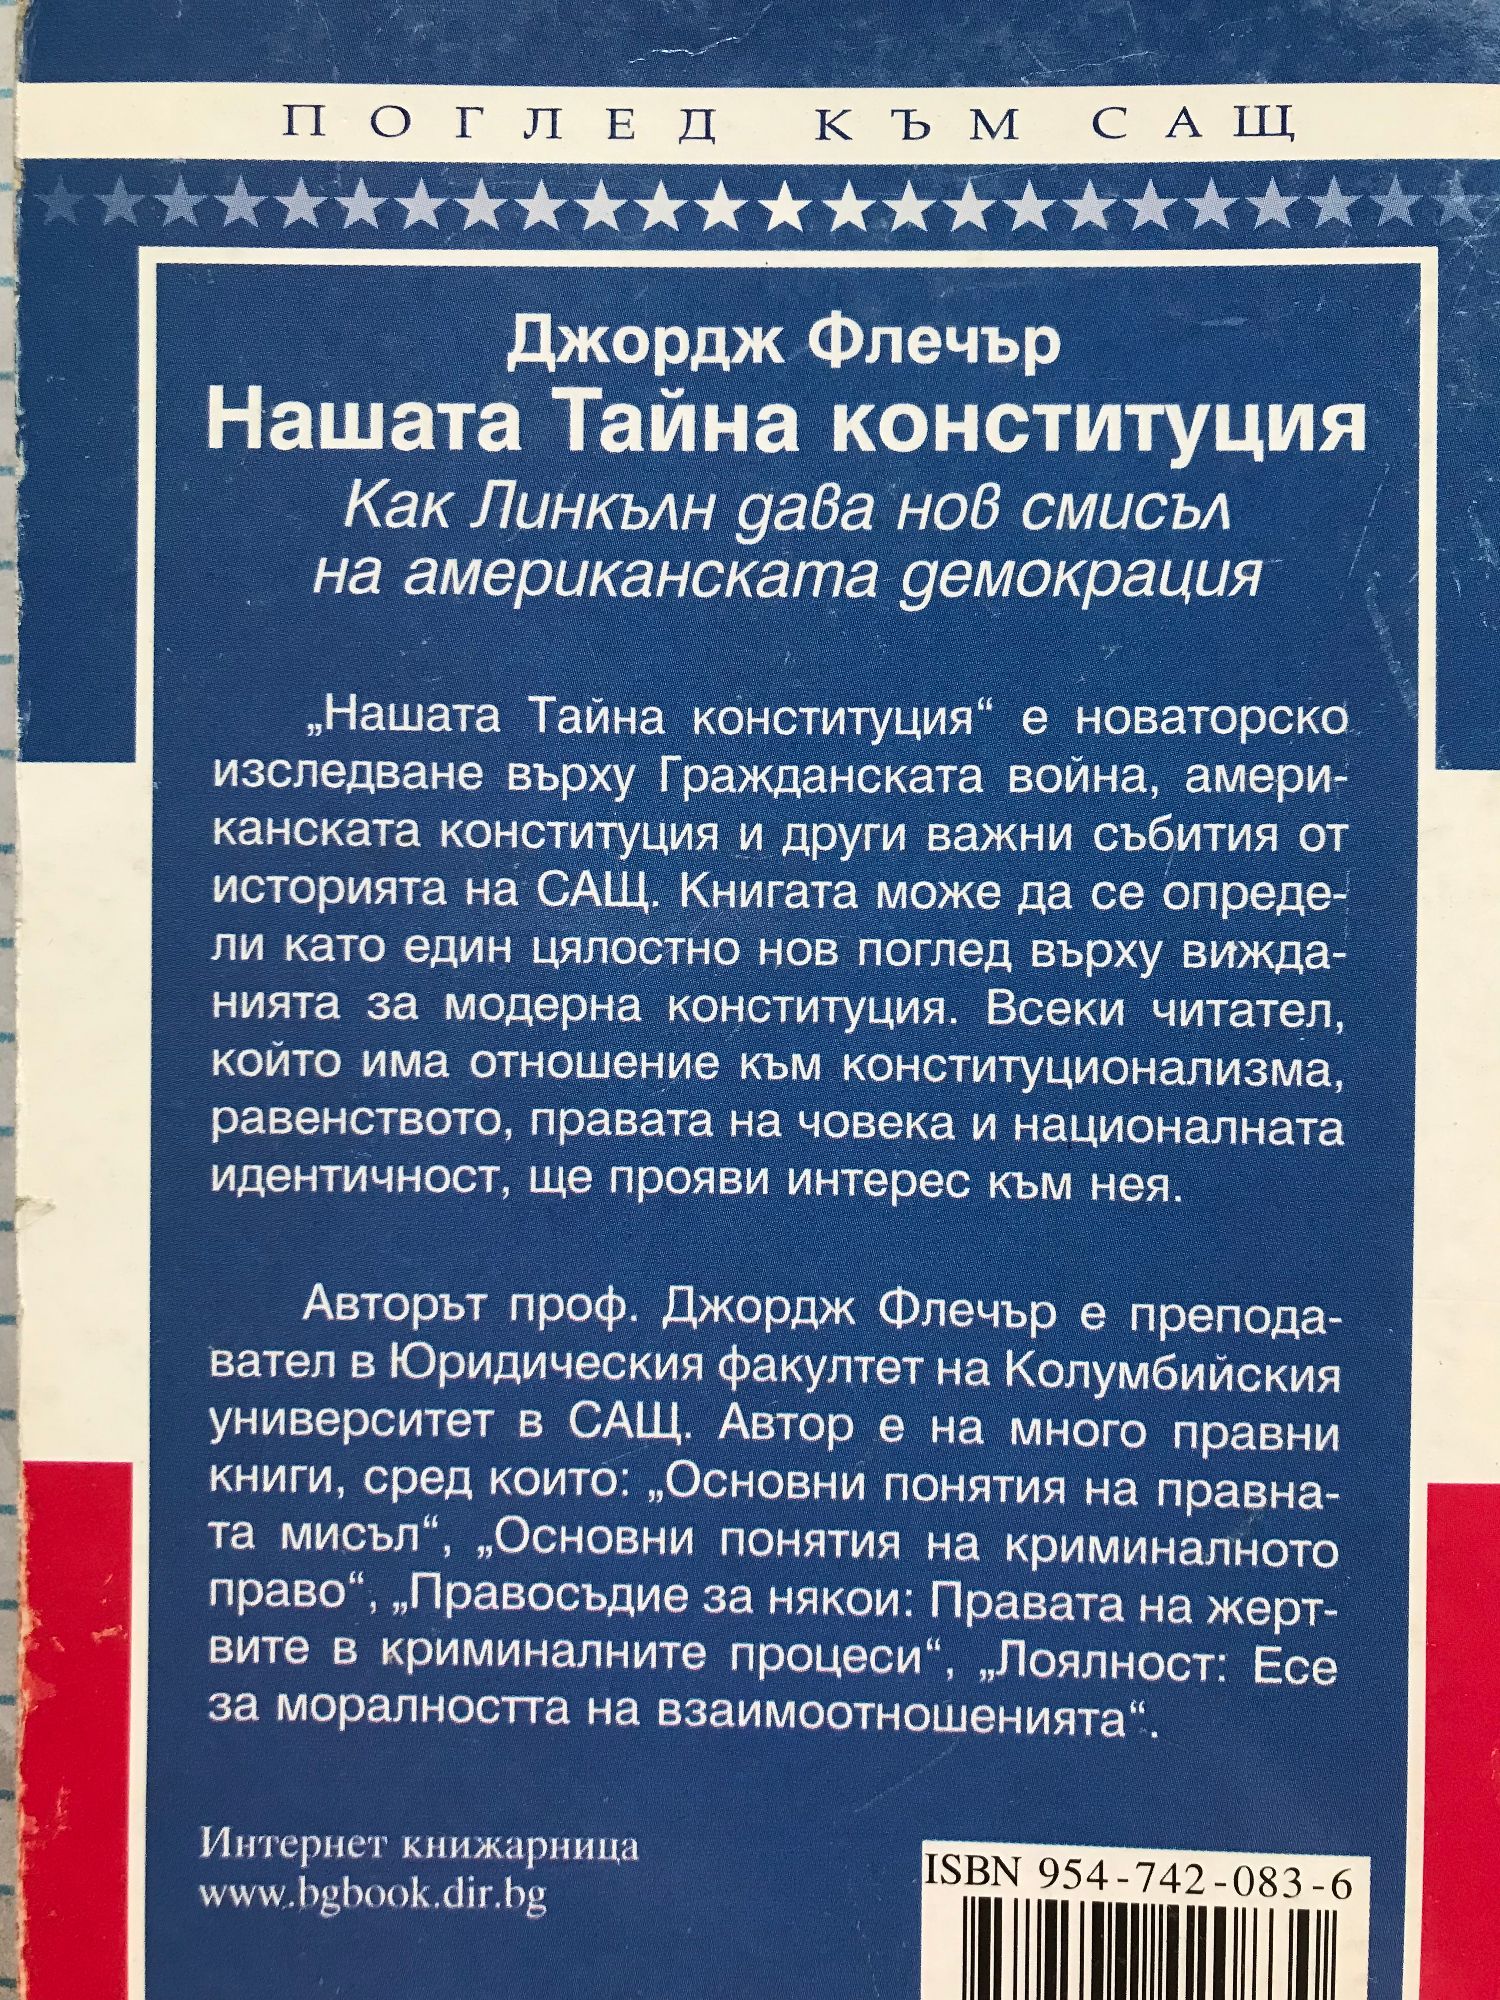 ПОГЛЕД КЪМ САЩ
Джордж Флечър
Нашата Тайна конституция
Как Линкълн дава нов смисъл
на американската демокрация
„Нашата Тайна конституция“ е новаторско
изследване върху Гражданската война, амери-
канската конституция и други важни събития от
историята на САЩ. Книгата може да се опреде-
ли като един цялостно нов поглед върху вижда-
нията за модерна конституция. Всеки читател,
който има отношение към конституционализма,
равенството, правата на човека и националната
идентичност, ще прояви интерес към нея.
Авторът проф. Джордж Флечър е препода-
вател в Юридическия факултет на Колумбийския
университет в САЩ. Автор е на много правни
книги, сред които: „Основни понятия на правна-
та мисъл“, „Основни понятия на криминалното
право“, „Правосъдие за някои: Правата на жерт-
вите в криминалните процеси“, „Лоялност: Есе
за моралността на взаимоотношенията“.
Интернет книжарница
www.bgbook.dir.bg
ISBN 954-742-083-6